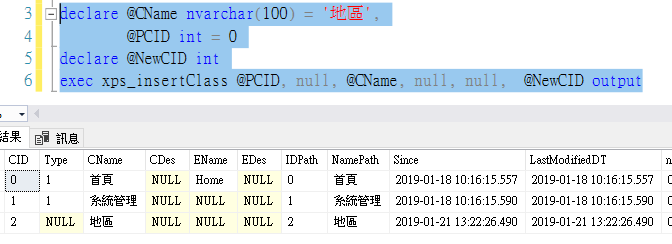 3 declare @CName nvarchar(100) = '地區',
4 @PCID int = 0
5 declare @NewCID int
6 exec xps_insertClass @PCID, null, @CName, null, null, @NewCID output
結果 訊息
CID Type CName CDes EName EDes IDPath NamePath Since LastModifiedDT
0 1 首頁 NULL Home NULL 0 首頁 2019-01-18 10:16:15.557 2019-01-18 10:16:15.557 0
1 1 系統管理 NULL NULL NULL 1 系統管理 2019-01-18 10:16:15.590 2019-01-18 10:16:15.590 0
2 NULL 地區 NULL NULL NULL 2 地區 2019-01-21 13:22:26.490 2019-01-21 13:22:26.490 0